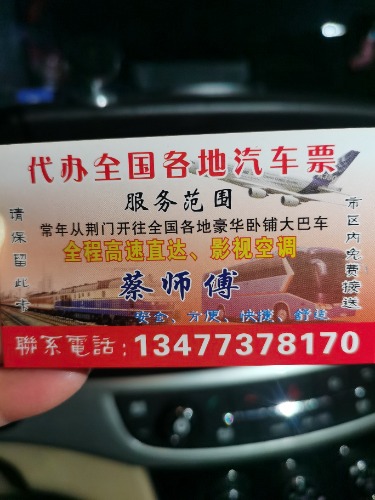 代办全国各地汽车票
服务范围
常年从荆门开往全国各地豪华卧铺大巴车
全程高速直达、影视空调
蔡师傅
安全、方便、快捷、舒适
请保留此卡
市区内免费接送
聯系電話:13477378170